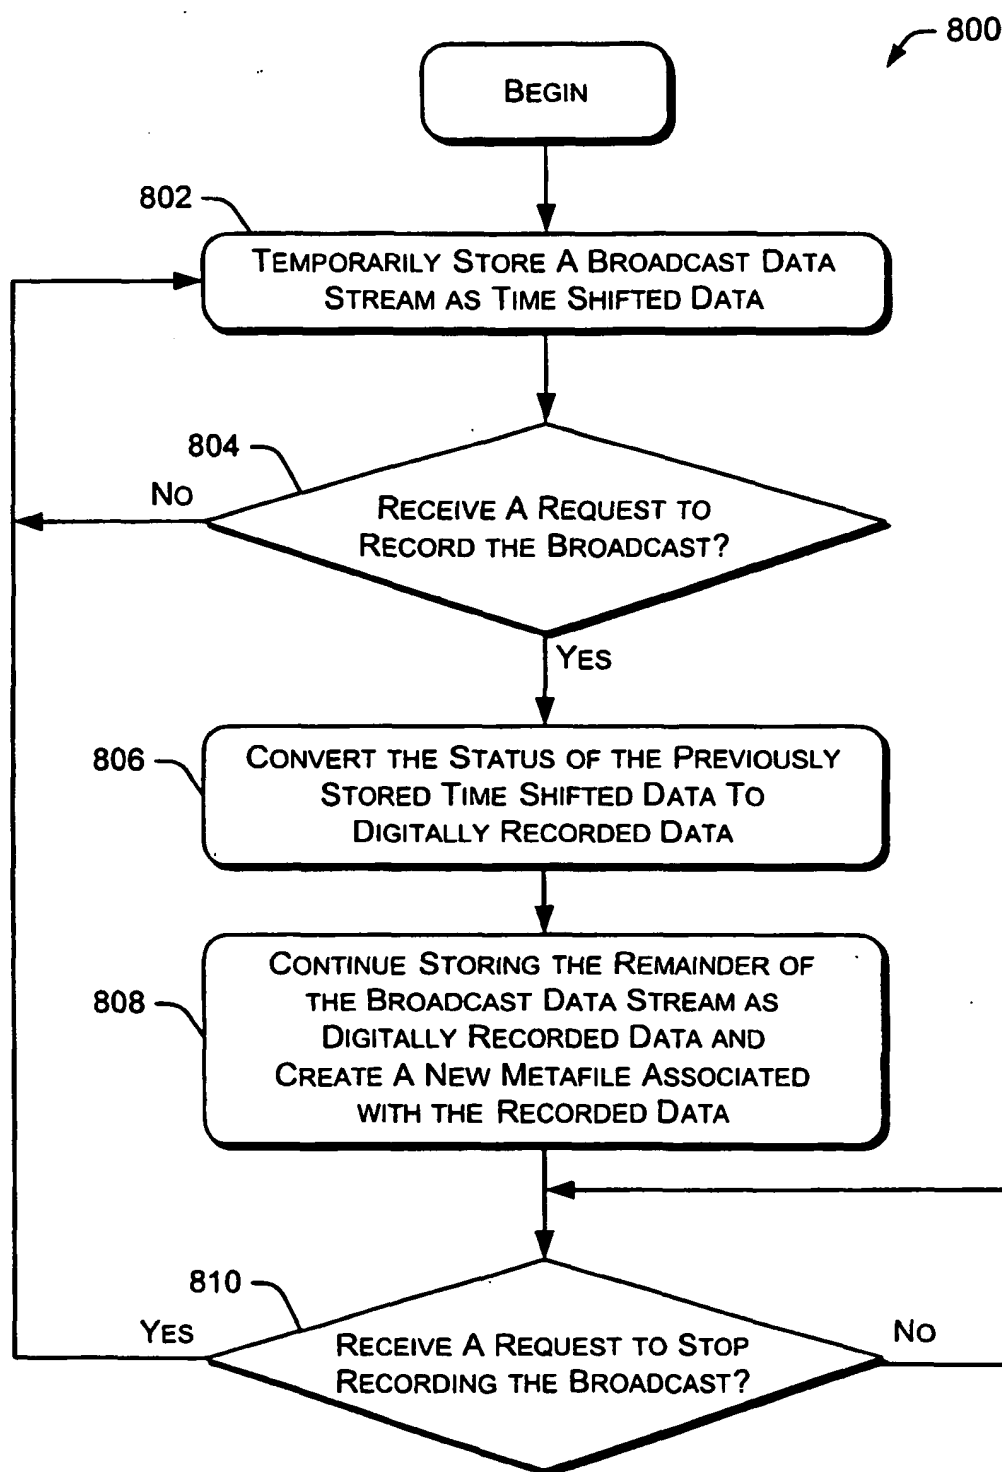 800
BEGIN
802
TEMPORARILY STORE A BROADCAST DATA
STREAM AS TIME SHIFTED DATA
804
NO
RECEIVE A REQUEST TO
RECORD THE BROADCAST?
YES
806
CONVERT THE STATUS OF THE PREVIOUSLY
STORED TIME SHIFTED DATA TO
DIGITALLY RECORDED DATA
808
CONTINUE STORING THE REMAINDER OF
THE BROADCAST DATA STREAM AS
DIGITALLY RECORDED DATA AND
CREATE A NEW METAFILE ASSOCIATED
WITH THE RECORDED DATA
810
YES
NO
RECEIVE A REQUEST TO STOP
RECORDING THE BROADCAST?